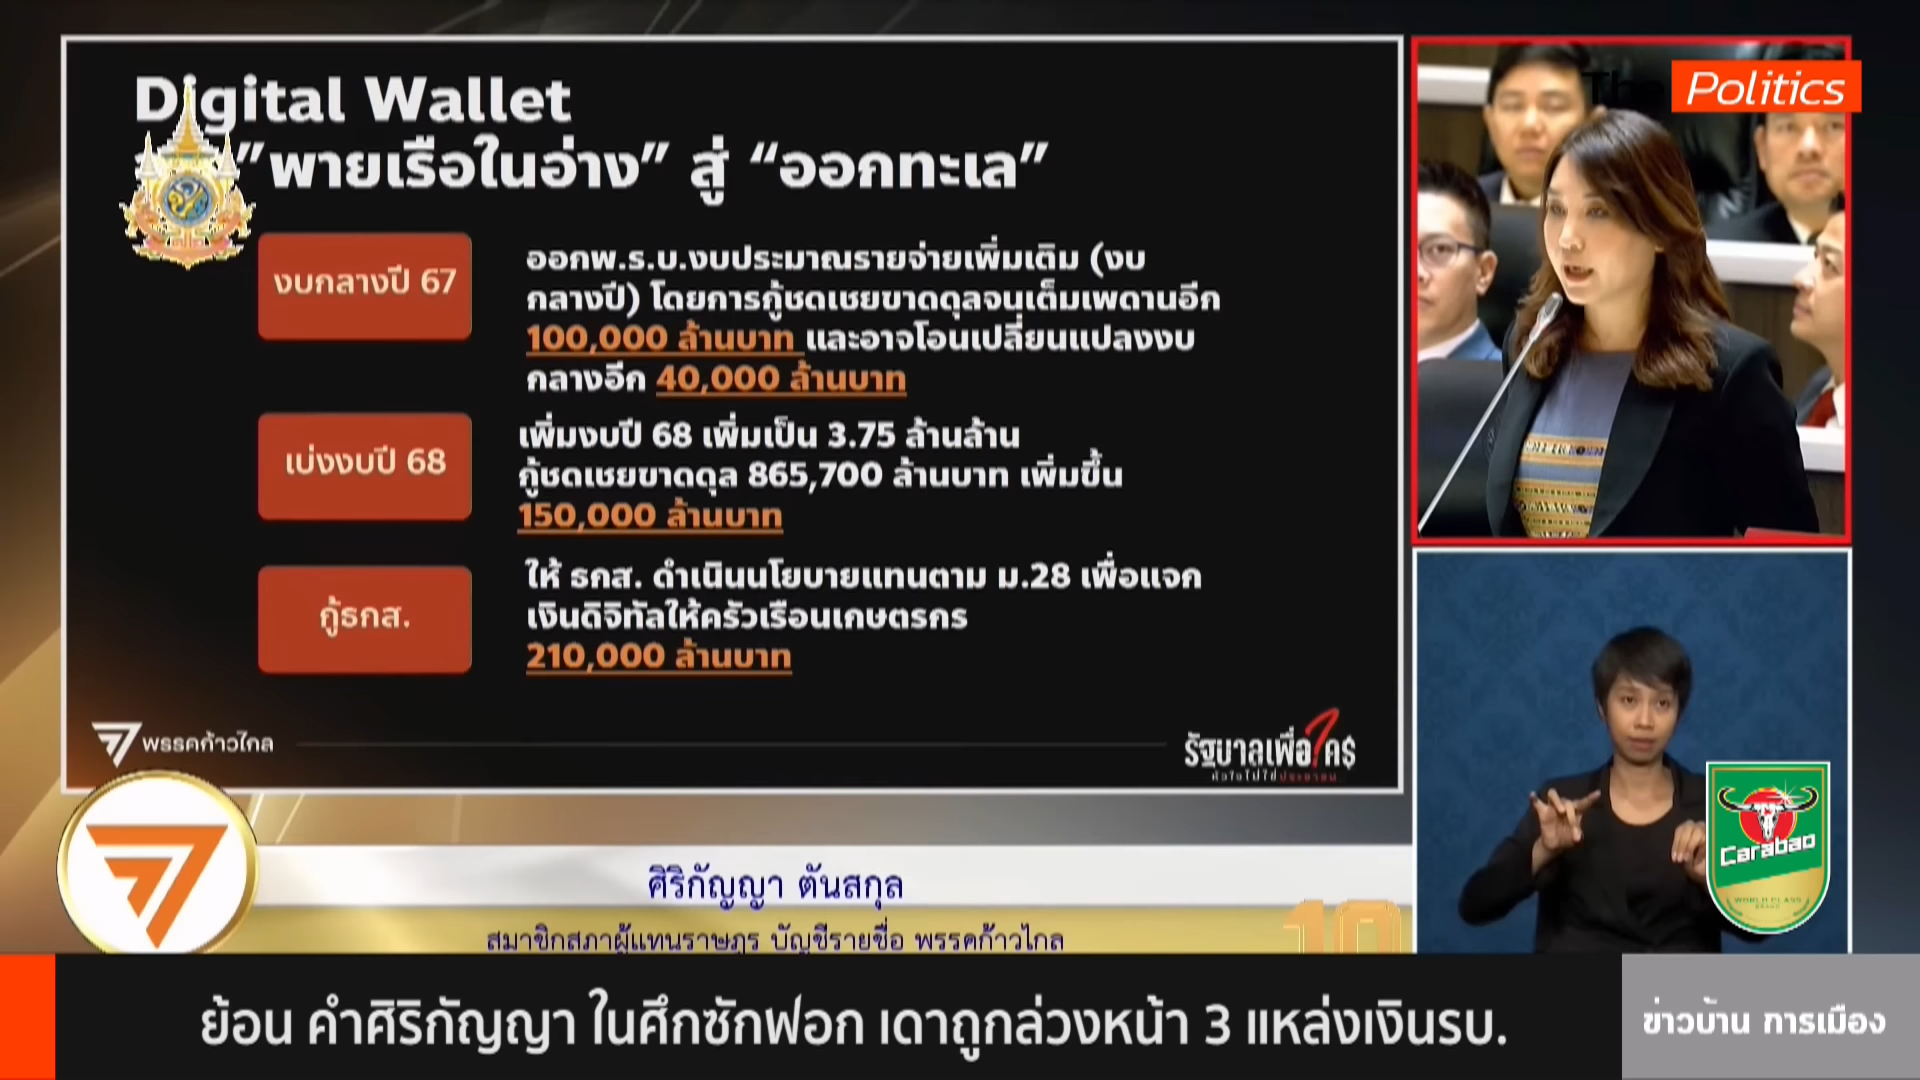 Digital Wallet
”พายเรือในอ่าง” สู่ “ออกทะเล”
งบกลางปี 67
ออกพ.ร.บ.งบประมาณรายจ่ายเพิ่มเติม (งบ
กลางปี) โดยการกู้ชดเชยขาดดุลจนเต็มเพดานอีก
100,000 ล้านบาท และอาจโอนเปลี่ยนแปลงงบ
กลางอีก 40,000 ล้านบาท
เบ่งงบปี 68
เพิ่มงบปี 68 เพิ่มเป็น 3.75 ล้านล้าน
กู้ชดเชยขาดดุล 865,700 ล้านบาท เพิ่มขึ้น
150,000 ล้านบาท
กู้ธกส.
ให้ ธกส. ดำเนินนโยบายแทนตาม ม.28 เพื่อแจก
เงินดิจิทัลให้ครัวเรือนเกษตรกร
210,000 ล้านบาท
พรรคก้าวไกล
รัฐบาลเพื่อใคร$
หัวใจไม่ใช่ประชาชน
The Politics
Carabao
WORLD CLASS
BRAND
ศิริกัญญา ตันสกุล
สมาชิกสภาผู้แทนราษฎร บัญชีรายชื่อ พรรคก้าวไกล
10
ย้อน คำศิริกัญญา ในศึกซักฟอก เดาถูกล่วงหน้า 3 แหล่งเงินรบ.
ข่าวบ้าน การเมือง